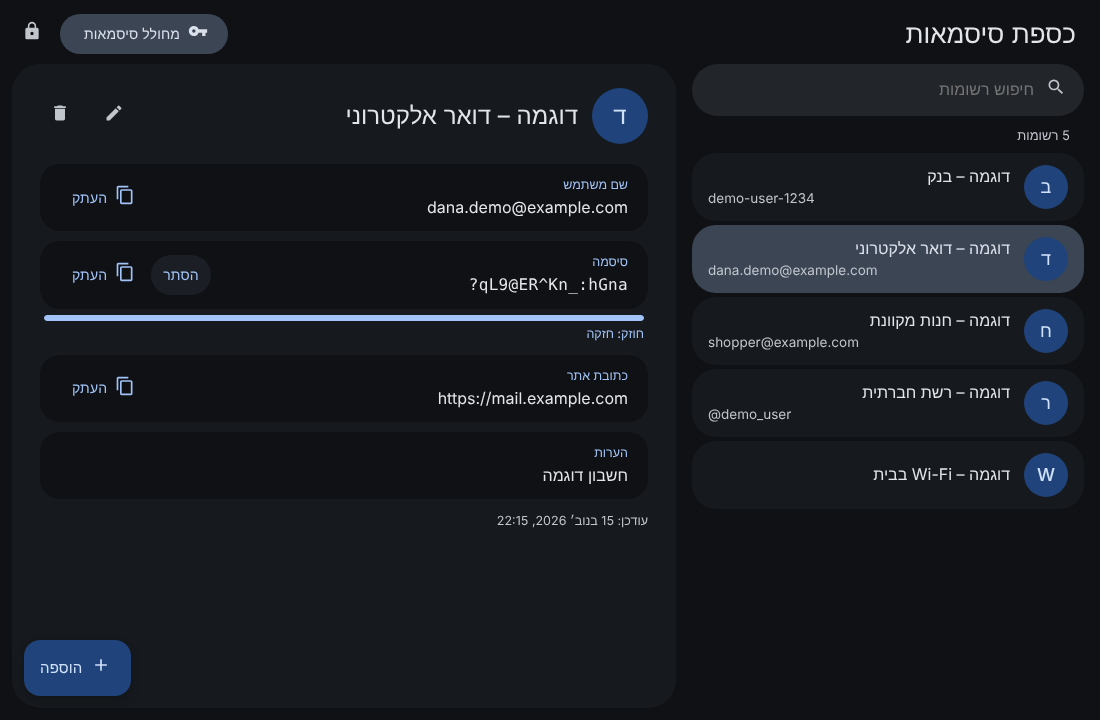 כספת סיסמאות
מחולל סיסמאות
חיפוש רשומות
5 רשומות
ב
דוגמה – בנק
demo-user-1234
ד
דוגמה – דואר אלקטרוני
dana.demo@example.com
ח
דוגמה – חנות מקוונת
shopper@example.com
ר
דוגמה – רשת חברתית
@demo_user
W
דוגמה – Wi-Fi בבית
ד
דוגמה – דואר אלקטרוני
שם משתמש
dana.demo@example.com
העתק
סיסמה
?qL9@ER^Kn_:hGna
הסתר
העתק
חוזק: חזקה
כתובת אתר
https://mail.example.com
העתק
הערות
חשבון דוגמה
עודכן: 15 בנוב׳ 2026, 22:15
הוספה